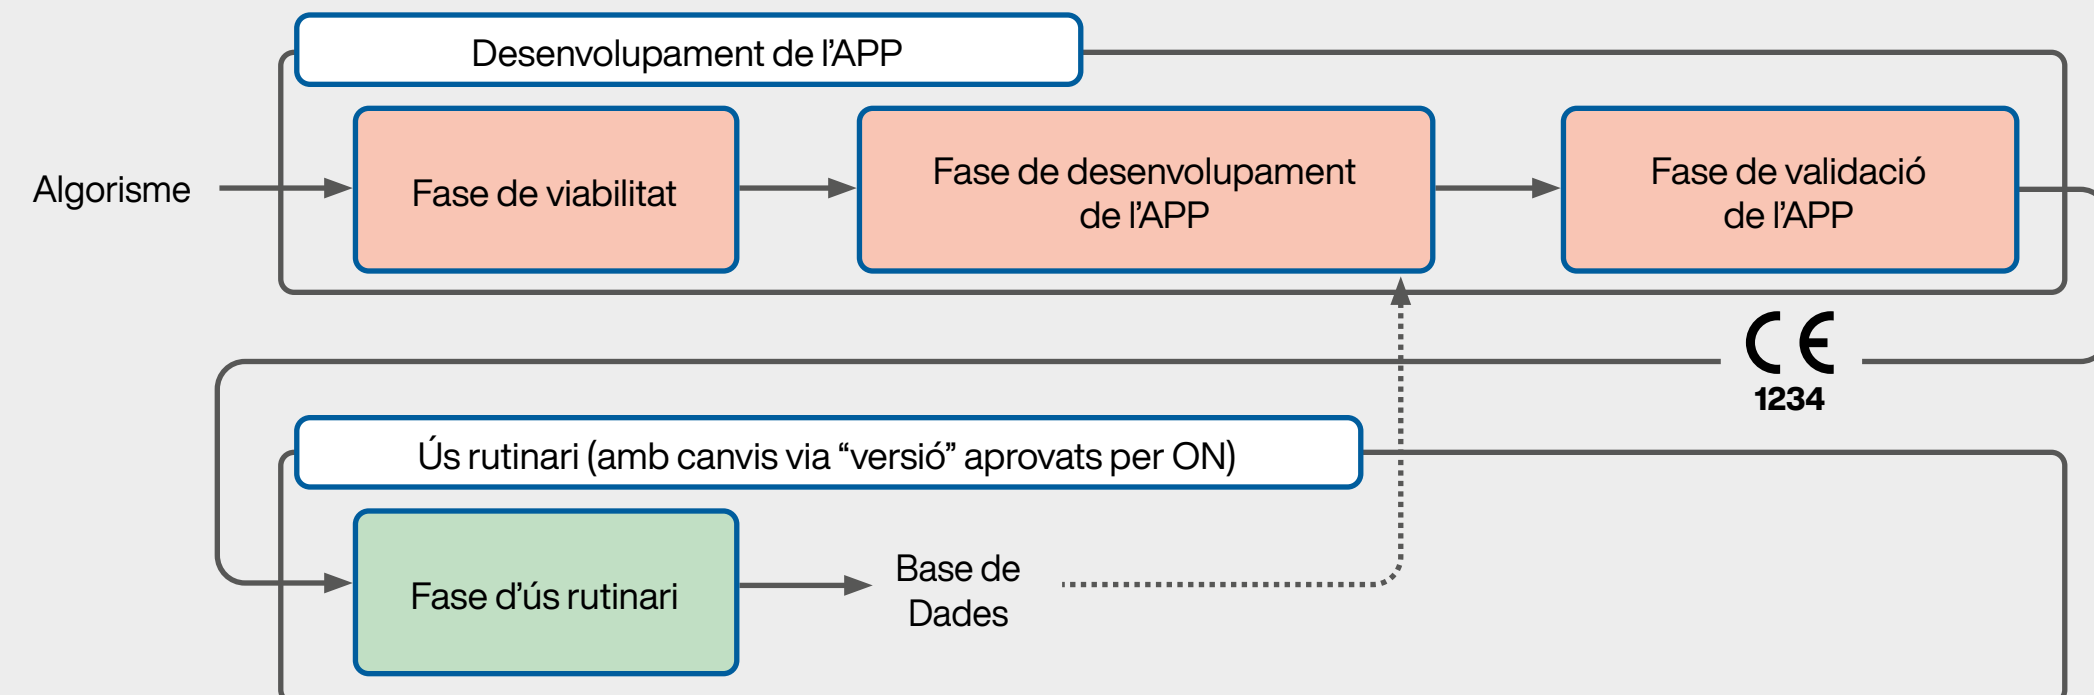 Desenvolupament de l’APP
Algorisme
Fase de viabilitat
Fase de desenvolupament
de l’APP
Fase de validació
de l’APP
CE
1234
Ús rutinari (amb canvis via “versió” aprovats per ON)
Fase d’ús rutinari
Base de
Dades